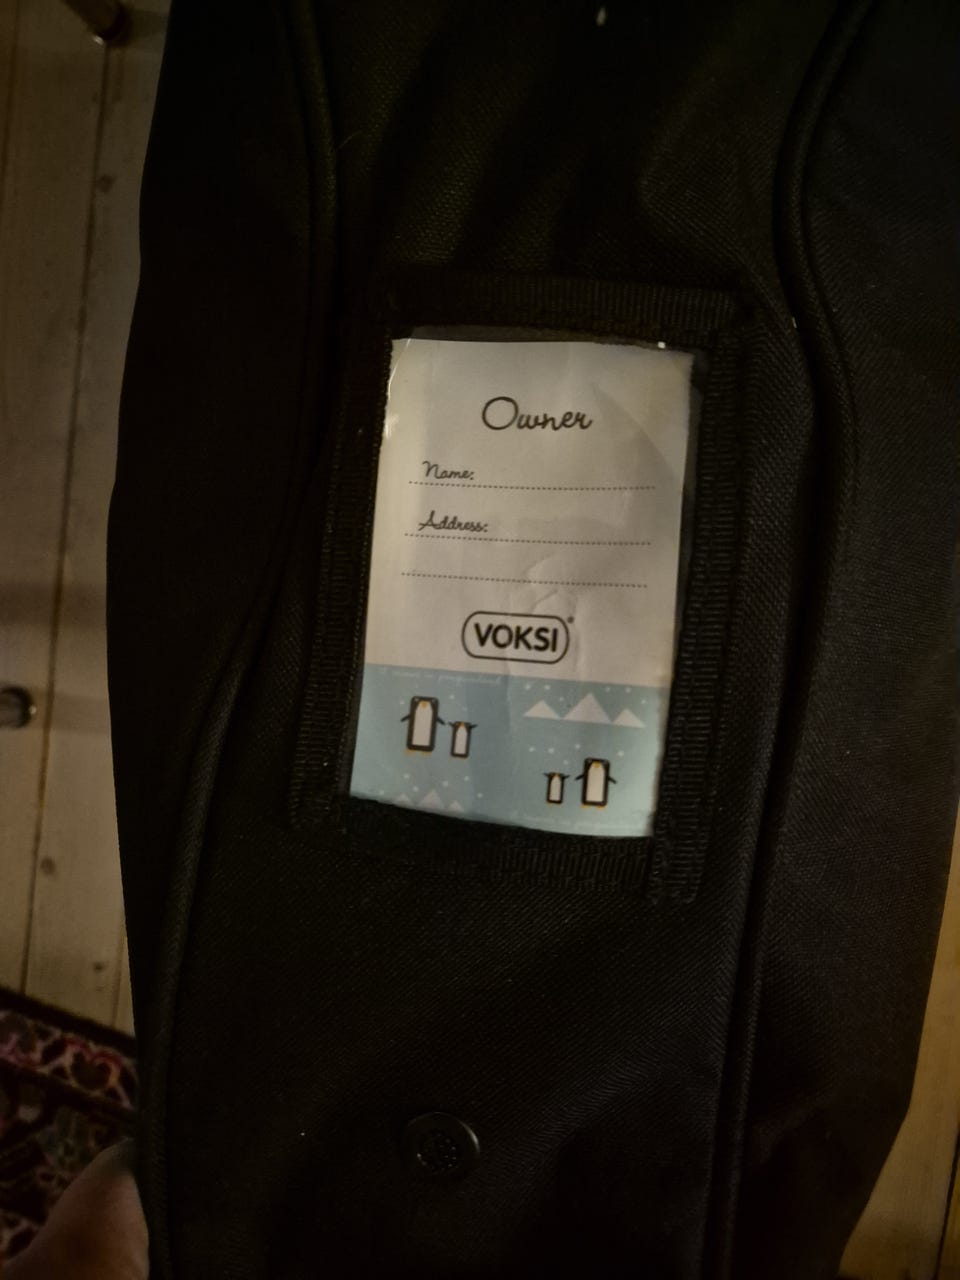 Owner
Name:
Address:
VOKSI®